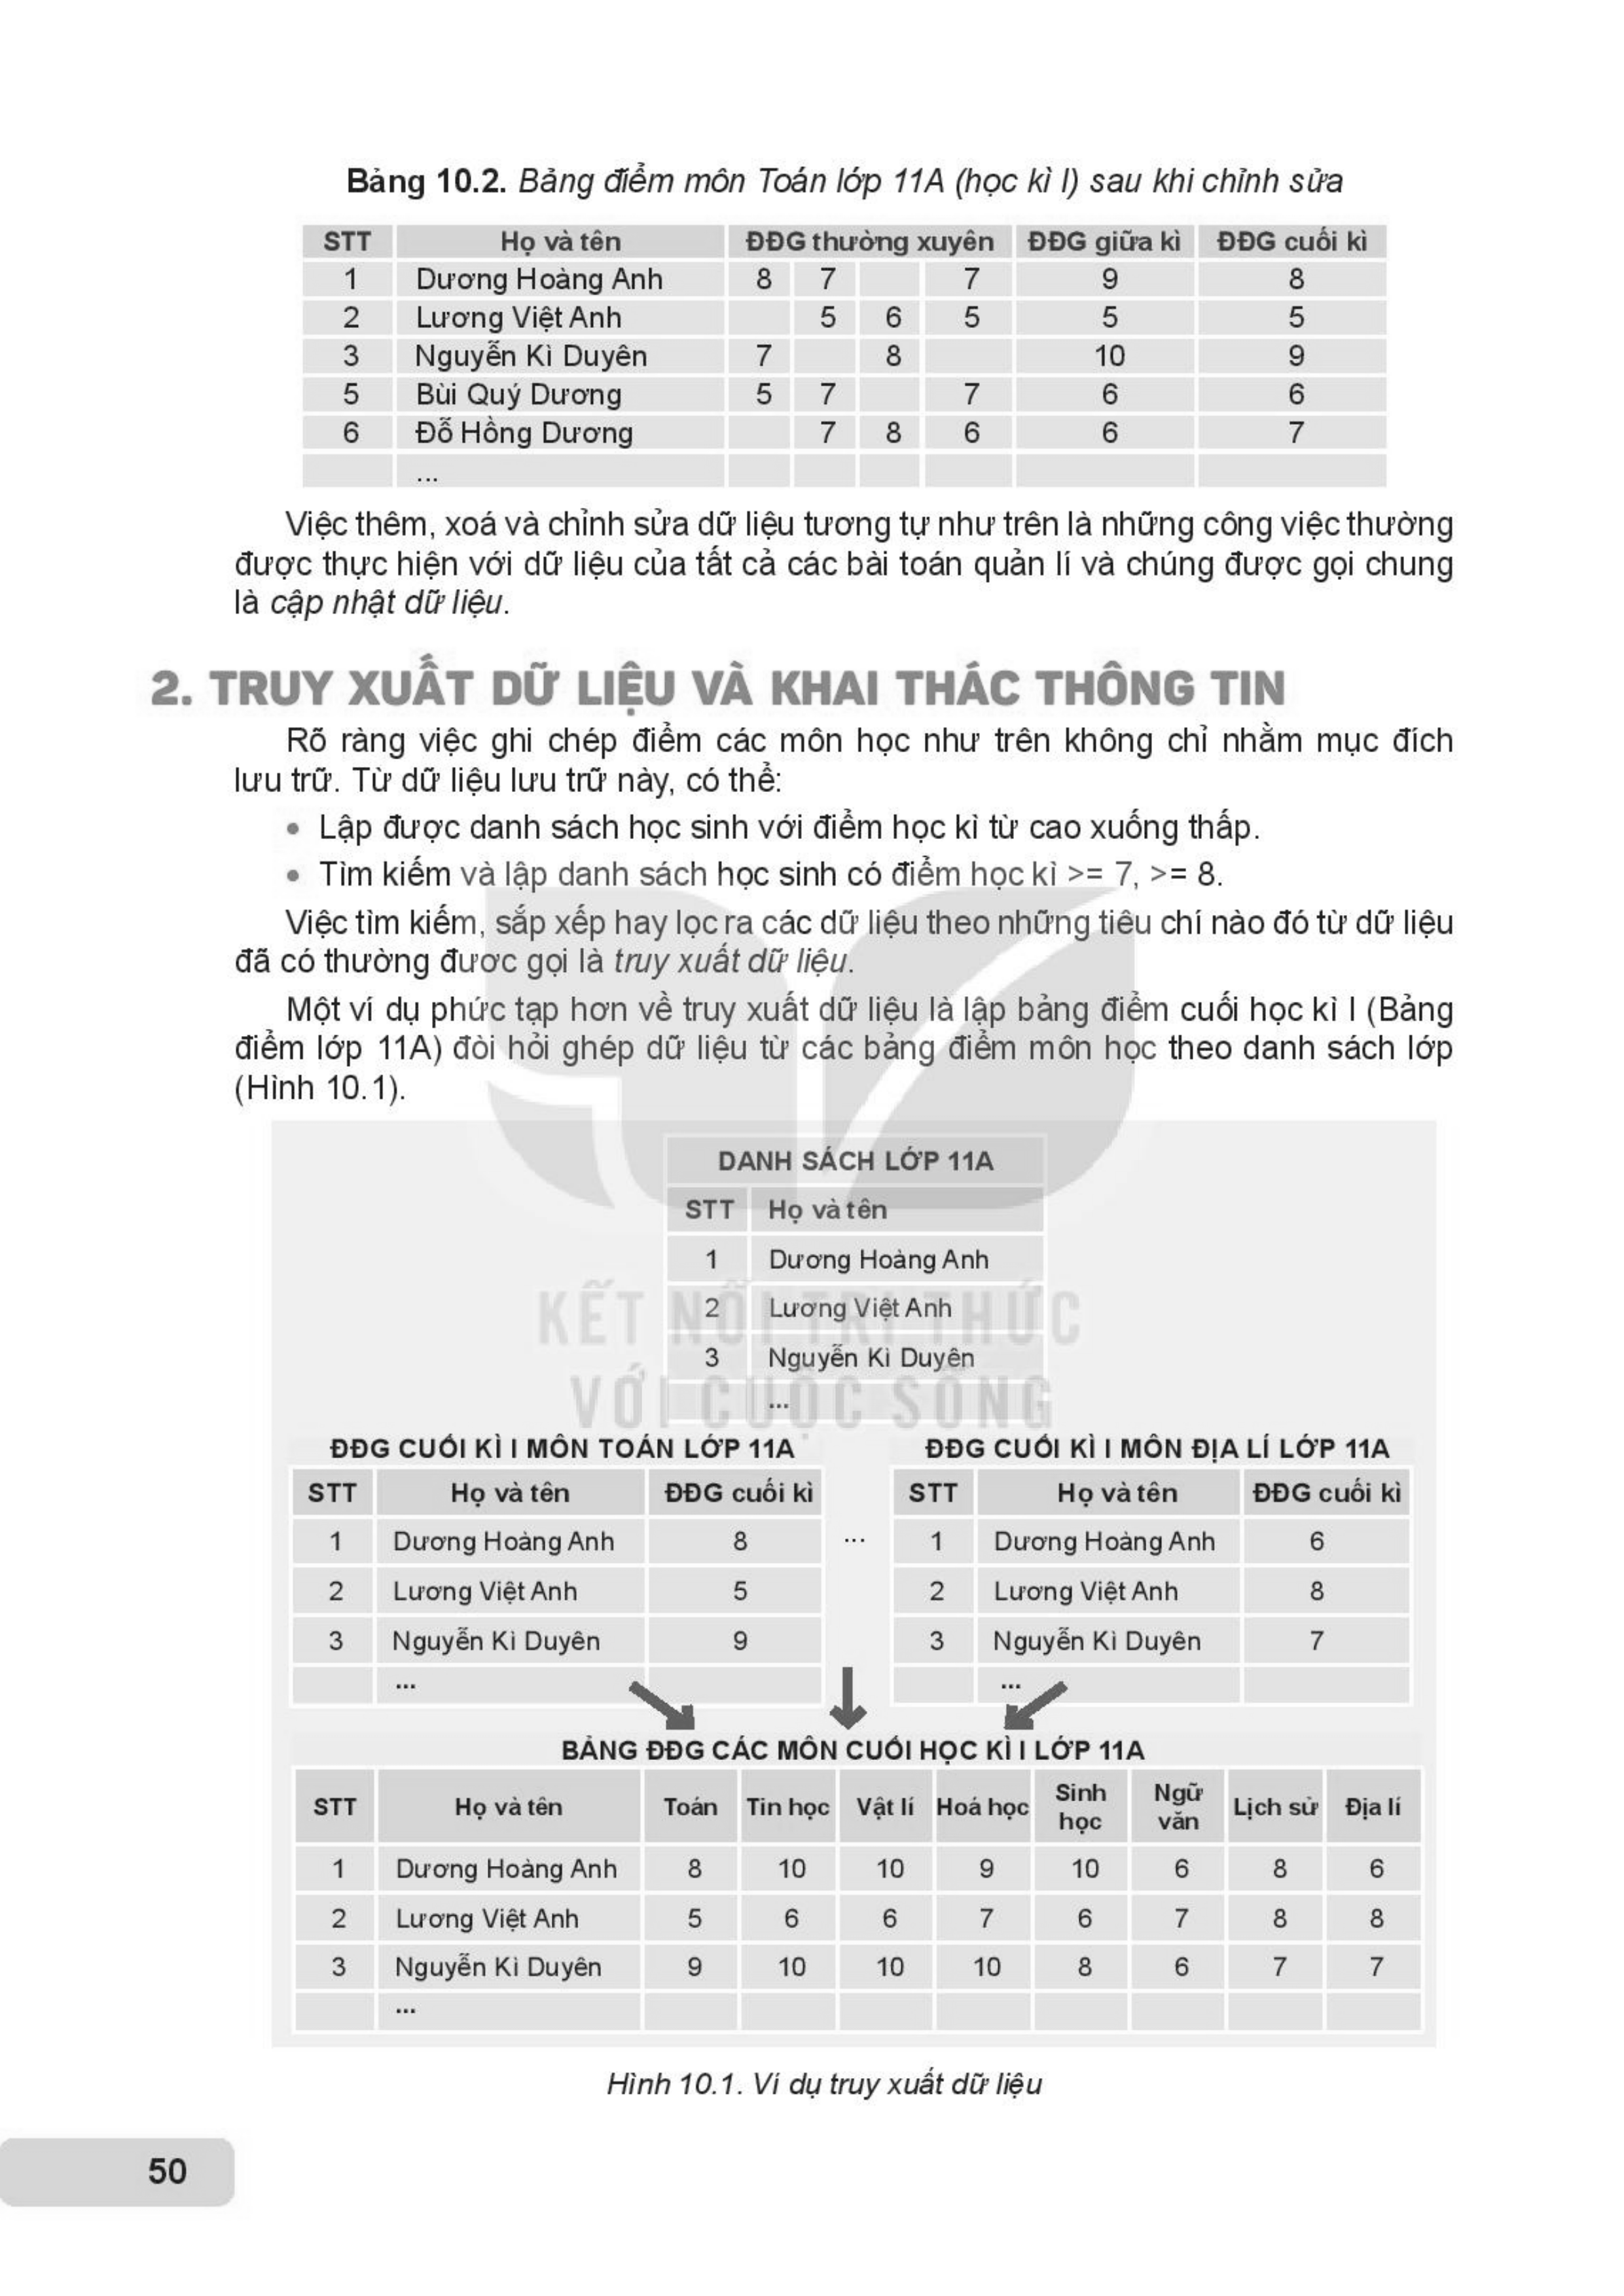 Bảng 10.2. Bảng điểm môn Toán lớp 11A (học kì I) sau khi chỉnh sửa
STT Họ và tên ĐĐG thường xuyên ĐĐG giữa kì ĐĐG cuối kì
1 Dương Hoàng Anh 8 7 7 9 8
2 Lương Việt Anh 5 6 5 5 5
3 Nguyễn Kì Duyên 7 8 10 9
5 Bùi Quý Dương 5 7 7 6 6
6 Đỗ Hồng Dương 7 8 6 6 7
...
Việc thêm, xoá và chỉnh sửa dữ liệu tương tự như trên là những công việc thường
được thực hiện với dữ liệu của tất cả các bài toán quản lí và chúng được gọi chung
là cập nhật dữ liệu.
2. TRUY XUẤT DỮ LIỆU VÀ KHAI THÁC THÔNG TIN
Rõ ràng việc ghi chép điểm các môn học như trên không chỉ nhằm mục đích
lưu trữ. Từ dữ liệu lưu trữ này, có thể:
• Lập được danh sách học sinh với điểm học kì từ cao xuống thấp.
• Tìm kiếm và lập danh sách học sinh có điểm học kì >= 7, >= 8.
Việc tìm kiếm, sắp xếp hay lọc ra các dữ liệu theo những tiêu chí nào đó từ dữ liệu
đã có thường được gọi là truy xuất dữ liệu.
Một ví dụ phức tạp hơn về truy xuất dữ liệu là lập bảng điểm cuối học kì I (Bảng
điểm lớp 11A) đòi hỏi ghép dữ liệu từ các bảng điểm môn học theo danh sách lớp
(Hình 10.1).
DANH SÁCH LỚP 11A
STT Họ và tên
1 Dương Hoàng Anh
2 Lương Việt Anh
3 Nguyễn Kì Duyên
...
KẾT NỐI TRI THỨC
VỚI CUỘC SỐNG
ĐĐG CUỐI KÌ I MÔN TOÁN LỚP 11A
STT Họ và tên ĐĐG cuối kì
1 Dương Hoàng Anh 8
2 Lương Việt Anh 5
3 Nguyễn Kì Duyên 9
...
...
ĐĐG CUỐI KÌ I MÔN ĐỊA LÍ LỚP 11A
STT Họ và tên ĐĐG cuối kì
1 Dương Hoàng Anh 6
2 Lương Việt Anh 8
3 Nguyễn Kì Duyên 7
...
BẢNG ĐĐG CÁC MÔN CUỐI HỌC KÌ I LỚP 11A
STT Họ và tên Toán Tin học Vật lí Hoá học Sinh học Ngữ văn Lịch sử Địa lí
1 Dương Hoàng Anh 8 10 10 9 10 6 8 6
2 Lương Việt Anh 5 6 6 7 6 7 8 8
3 Nguyễn Kì Duyên 9 10 10 10 8 6 7 7
...
Hình 10.1. Ví dụ truy xuất dữ liệu
50